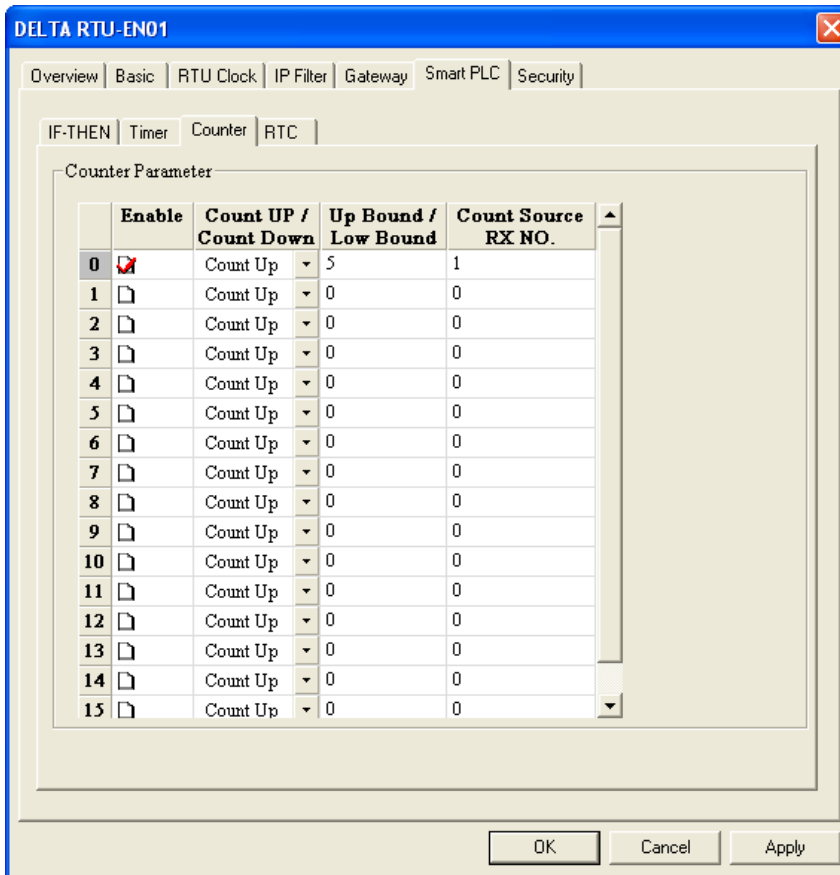 DELTA RTU-EN01
Overview Basic RTU Clock IP Filter Gateway Smart PLC Security
IF-THEN Timer Counter RTC
Counter Parameter
Enable Count UP / Count Down Up Bound / Low Bound Count Source RX NO.
0 Count Up 5 1
1 Count Up 0 0
2 Count Up 0 0
3 Count Up 0 0
4 Count Up 0 0
5 Count Up 0 0
6 Count Up 0 0
7 Count Up 0 0
8 Count Up 0 0
9 Count Up 0 0
10 Count Up 0 0
11 Count Up 0 0
12 Count Up 0 0
13 Count Up 0 0
14 Count Up 0 0
15 Count Up 0 0
OK Cancel Apply